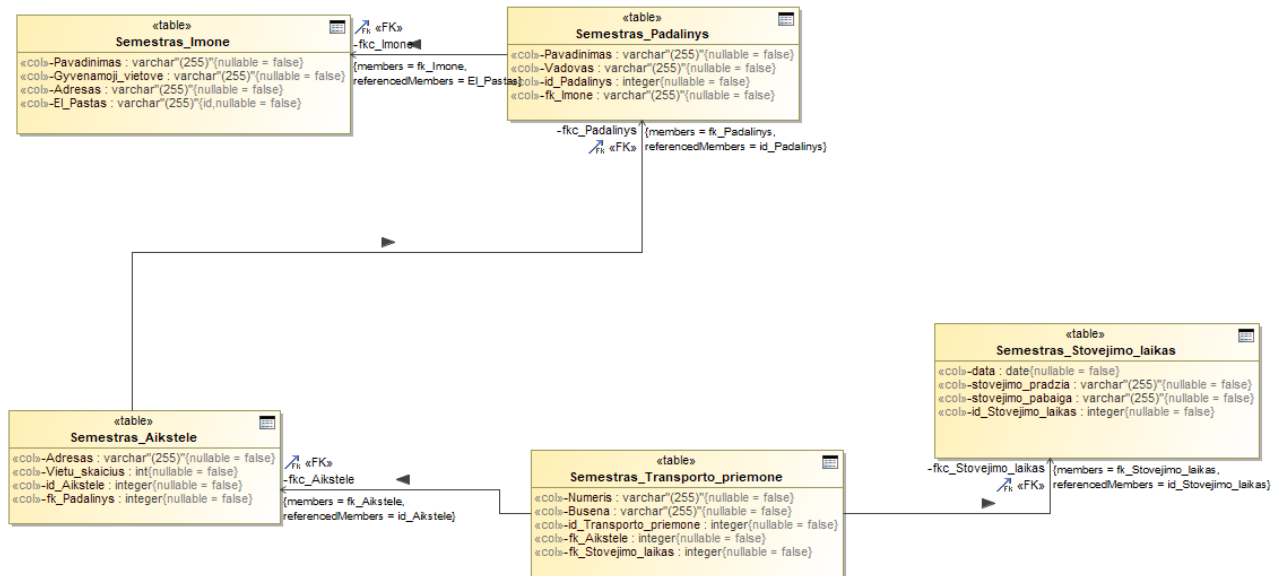 «table»
Semestras_Imone
«col»-Pavadinimas : varchar"(255)"{nullable = false}
«col»-Gyvenamoji_vietove : varchar"(255)"{nullable = false}
«col»-Adresas : varchar"(255)"{nullable = false}
«col»-El_Pastas : varchar"(255)"{id,nullable = false}
Fk «FK»
-fkc_Imone
{members = fk_Imone,
referencedMembers = El_Pastas}
«table»
Semestras_Padalinys
«col»-Pavadinimas : varchar"(255)"{nullable = false}
«col»-Vadovas : varchar"(255)"{nullable = false}
«col»-id_Padalinys : integer{nullable = false}
«col»-fk_Imone : varchar"(255)"{nullable = false}
-fkc_Padalinys
Fk «FK»
{members = fk_Padalinys,
referencedMembers = id_Padalinys}
«table»
Semestras_Stovejimo_laikas
«col»-data : date{nullable = false}
«col»-stovejimo_pradzia : varchar"(255)"{nullable = false}
«col»-stovejimo_pabaiga : varchar"(255)"{nullable = false}
«col»-id_Stovejimo_laikas : integer{nullable = false}
«table»
Semestras_Aikstele
«col»-Adresas : varchar"(255)"{nullable = false}
«col»-Vietu_skaicius : int{nullable = false}
«col»-id_Aikstele : integer{nullable = false}
«col»-fk_Padalinys : integer{nullable = false}
Fk «FK»
-fkc_Aikstele
{members = fk_Aikstele,
referencedMembers = id_Aikstele}
«table»
Semestras_Transporto_priemone
«col»-Numeris : varchar"(255)"{nullable = false}
«col»-Busena : varchar"(255)"{nullable = false}
«col»-id_Transporto_priemone : integer{nullable = false}
«col»-fk_Aikstele : integer{nullable = false}
«col»-fk_Stovejimo_laikas : integer{nullable = false}
-fkc_Stovejimo_laikas
Fk «FK»
{members = fk_Stovejimo_laikas,
referencedMembers = id_Stovejimo_laikas}